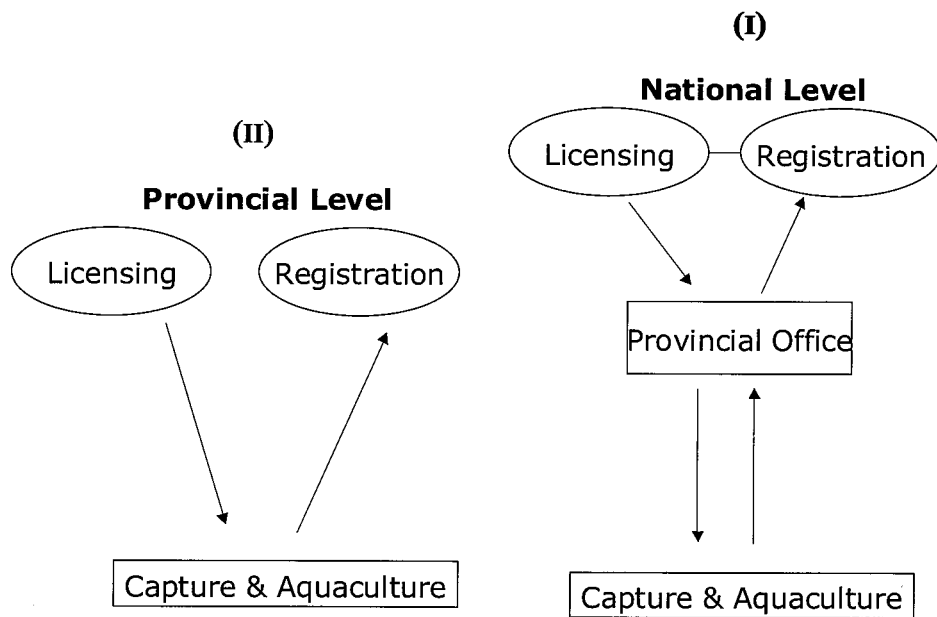 (II)
Provincial Level
Licensing
Registration
Capture & Aquaculture
(I)
National Level
Licensing
Registration
Provincial Office
Capture & Aquaculture